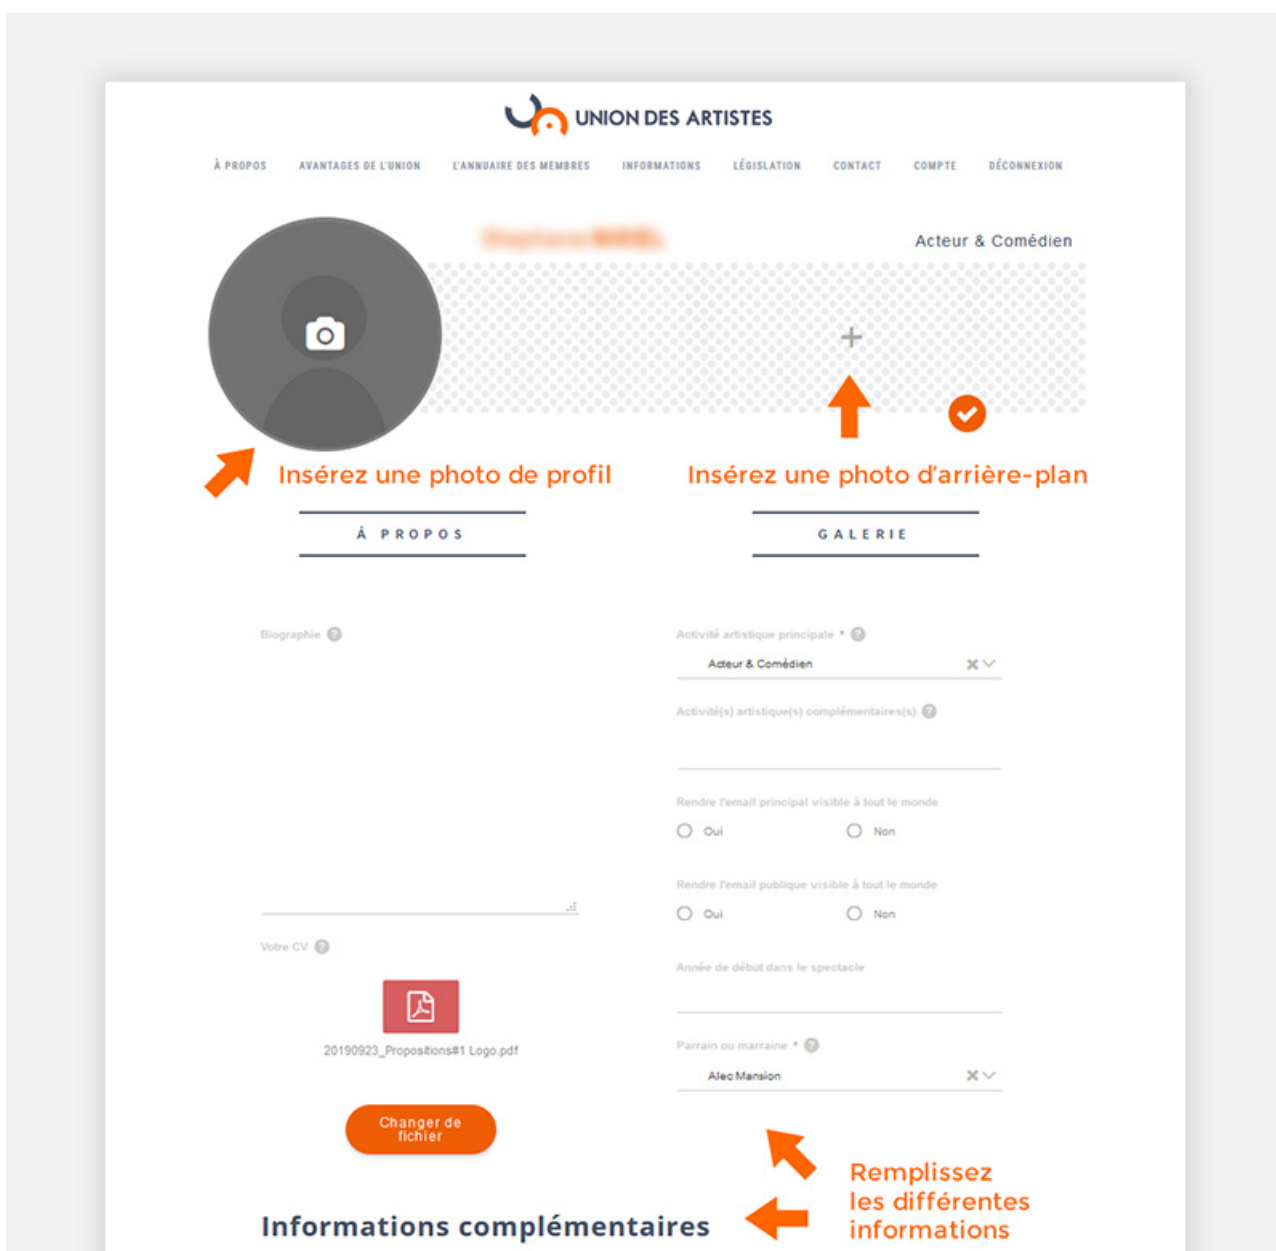 UNION DES ARTISTES
À PROPOS AVANTAGES DE L'UNION L'ANNUAIRE DES MEMBRES INFORMATIONS LÉGISLATION CONTACT COMPTE DÉCONNEXION
Acteur & Comédien
Insérez une photo de profil
Insérez une photo d'arrière-plan
À PROPOS
GALERIE
Biographie ?
Votre CV ?
20190923_Propositions#1 Logo.pdf
Changer de
fichier
Activité artistique principale * ?
Acteur & Comédien
Activité(s) artistique(s) complémentaires(s) ?
Rendre l'email principal visible à tout le monde
Oui Non
Rendre l'email publique visible à tout le monde
Oui Non
Année de début dans le spectacle
Parrain ou marraine * ?
Alec Mansion
Remplissez
les différentes
informations
Informations complémentaires